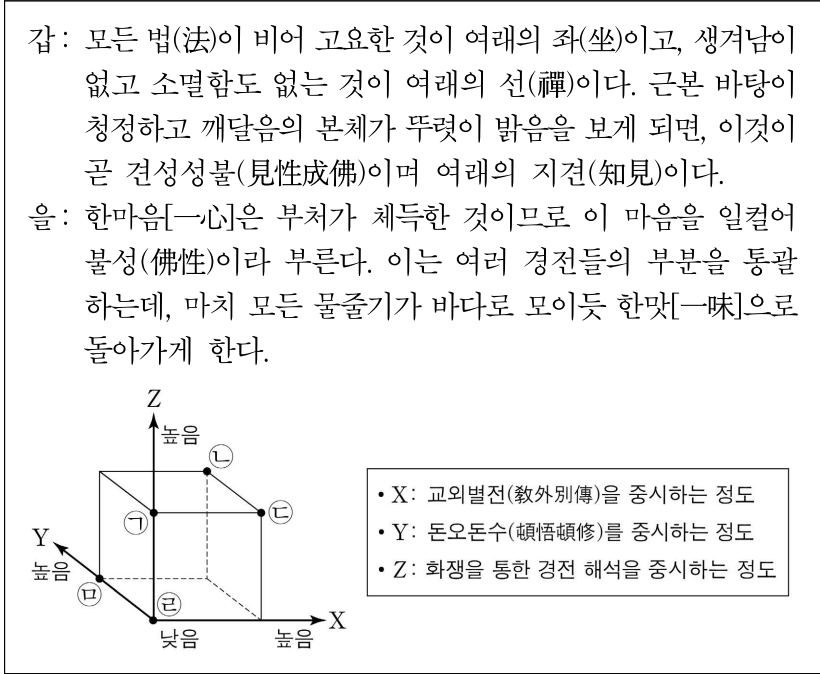 갑: 모든 법(法)이 비어 고요한 것이 여래의 좌(坐)이고, 생겨남이
없고 소멸함도 없는 것이 여래의 선(禪)이다. 근본 바탕이
청정하고 깨달음의 본체가 뚜렷이 밝음을 보게 되면, 이것이
곧 견성성불(見性成佛)이며 여래의 지견(知見)이다.
을: 한마음[一心]은 부처가 체득한 것이므로 이 마음을 일컬어
불성(佛性)이라 부른다. 이는 여러 경전들의 부분을 통괄
하는데, 마치 모든 물줄기가 바다로 모이듯 한맛[一味]으로
돌아가게 한다.
Z
높음
㉡
㉠
㉢
Y
높음
㉤
㉣
X
낮음
높음
• X: 교외별전(敎外別傳)을 중시하는 정도
• Y: 돈오돈수(頓悟頓修)를 중시하는 정도
• Z: 화쟁을 통한 경전 해석을 중시하는 정도